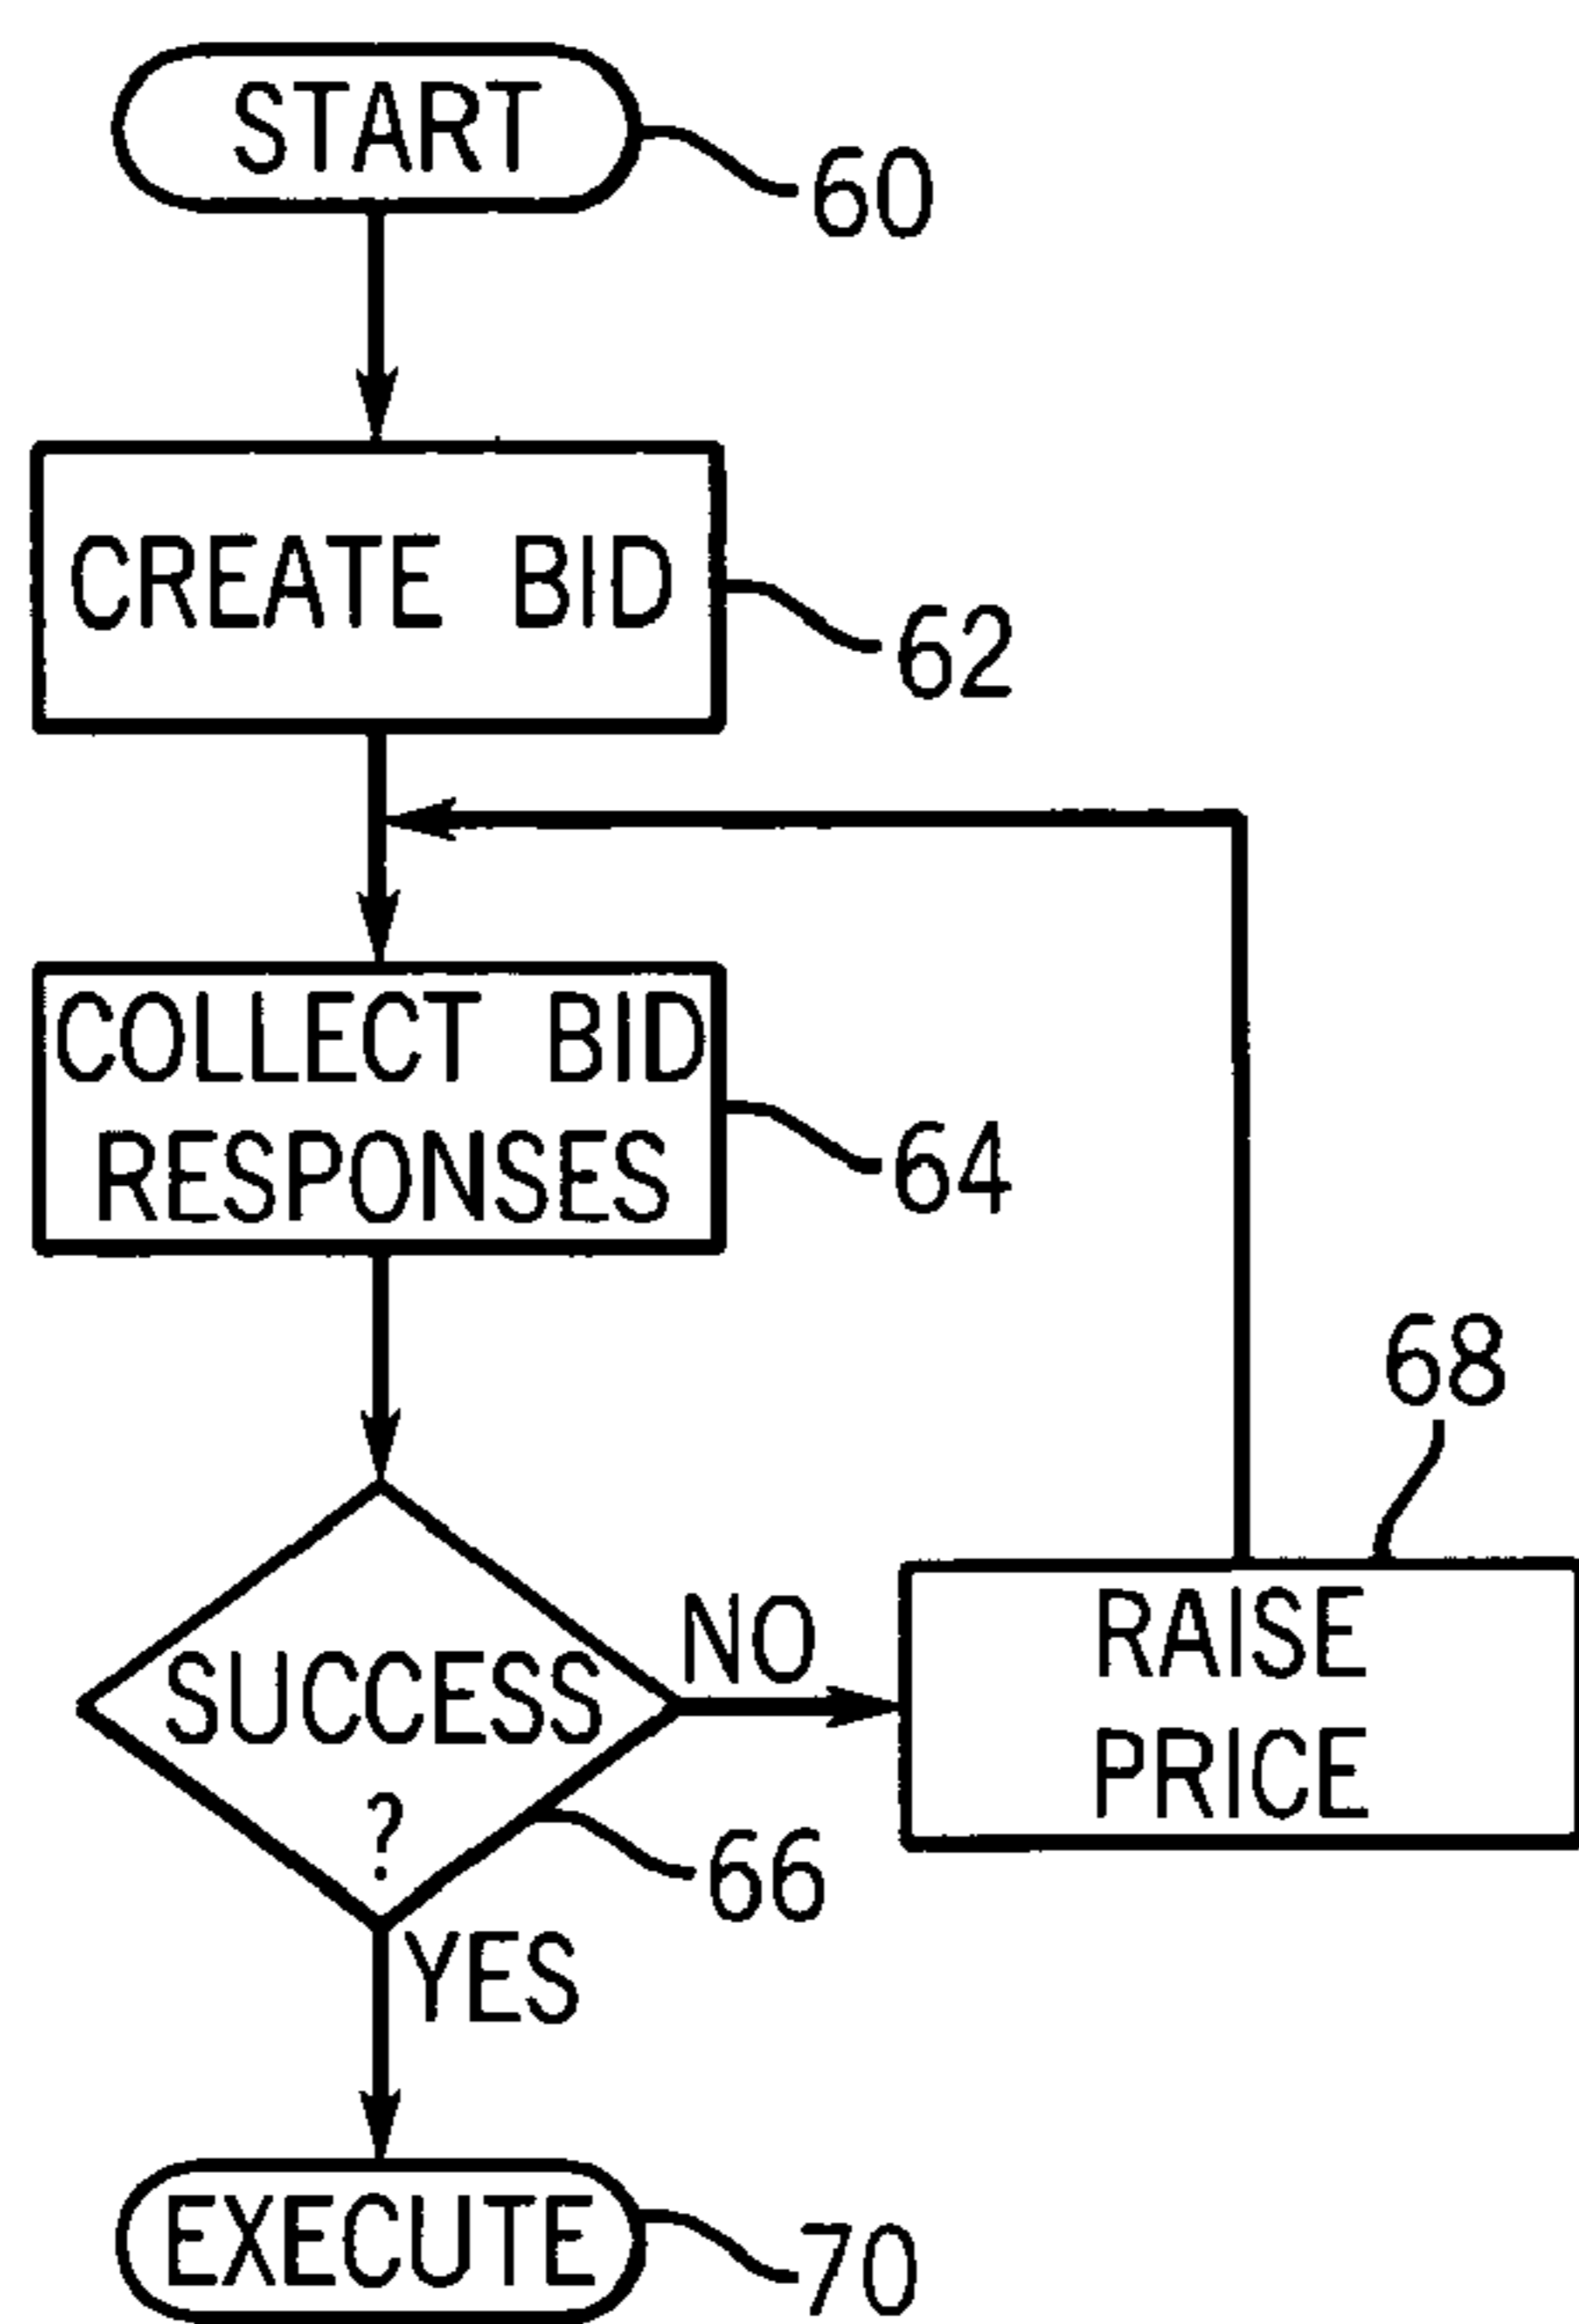 START
60
CREATE BID
62
COLLECT BID
RESPONSES
64
68
NO
RAISE
PRICE
SUCCESS
?
66
YES
EXECUTE
70